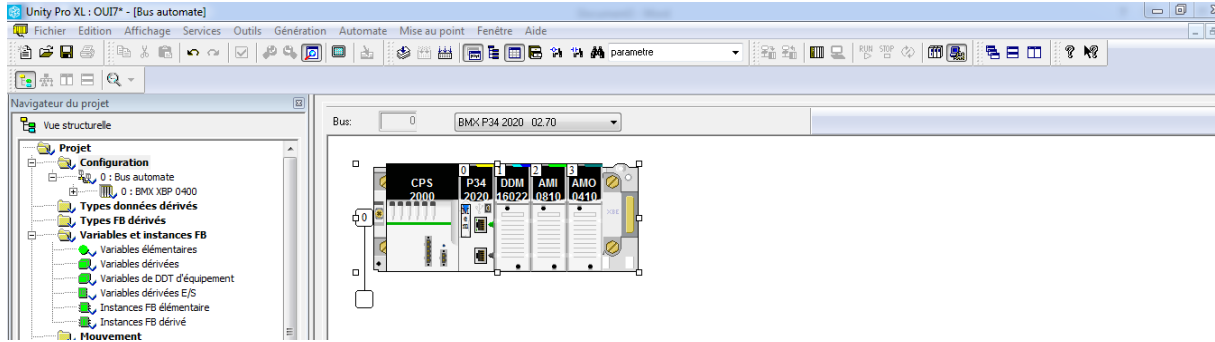 Unity Pro XL : OUI7* - [Bus automate]
Fichier Edition Affichage Services Outils Génération Automate Mise au point Fenêtre Aide
parametre
RUN STOP
Navigateur du projet
Vue structurelle
Bus: 0 BMX P34 2020 02.70
Projet
Configuration
0 : Bus automate
0 : BMX XBP 0400
Types données dérivés
Types FB dérivés
Variables et instances FB
Variables élémentaires
Variables dérivées
Variables de DDT d'équipement
Variables dérivées E/S
Instances FB élémentaire
Instances FB dérivé
Mouvement
0 1 2 3
CPS P34 DDM AMI AMO
2000 2020 16022 0810 0410
0
XBE